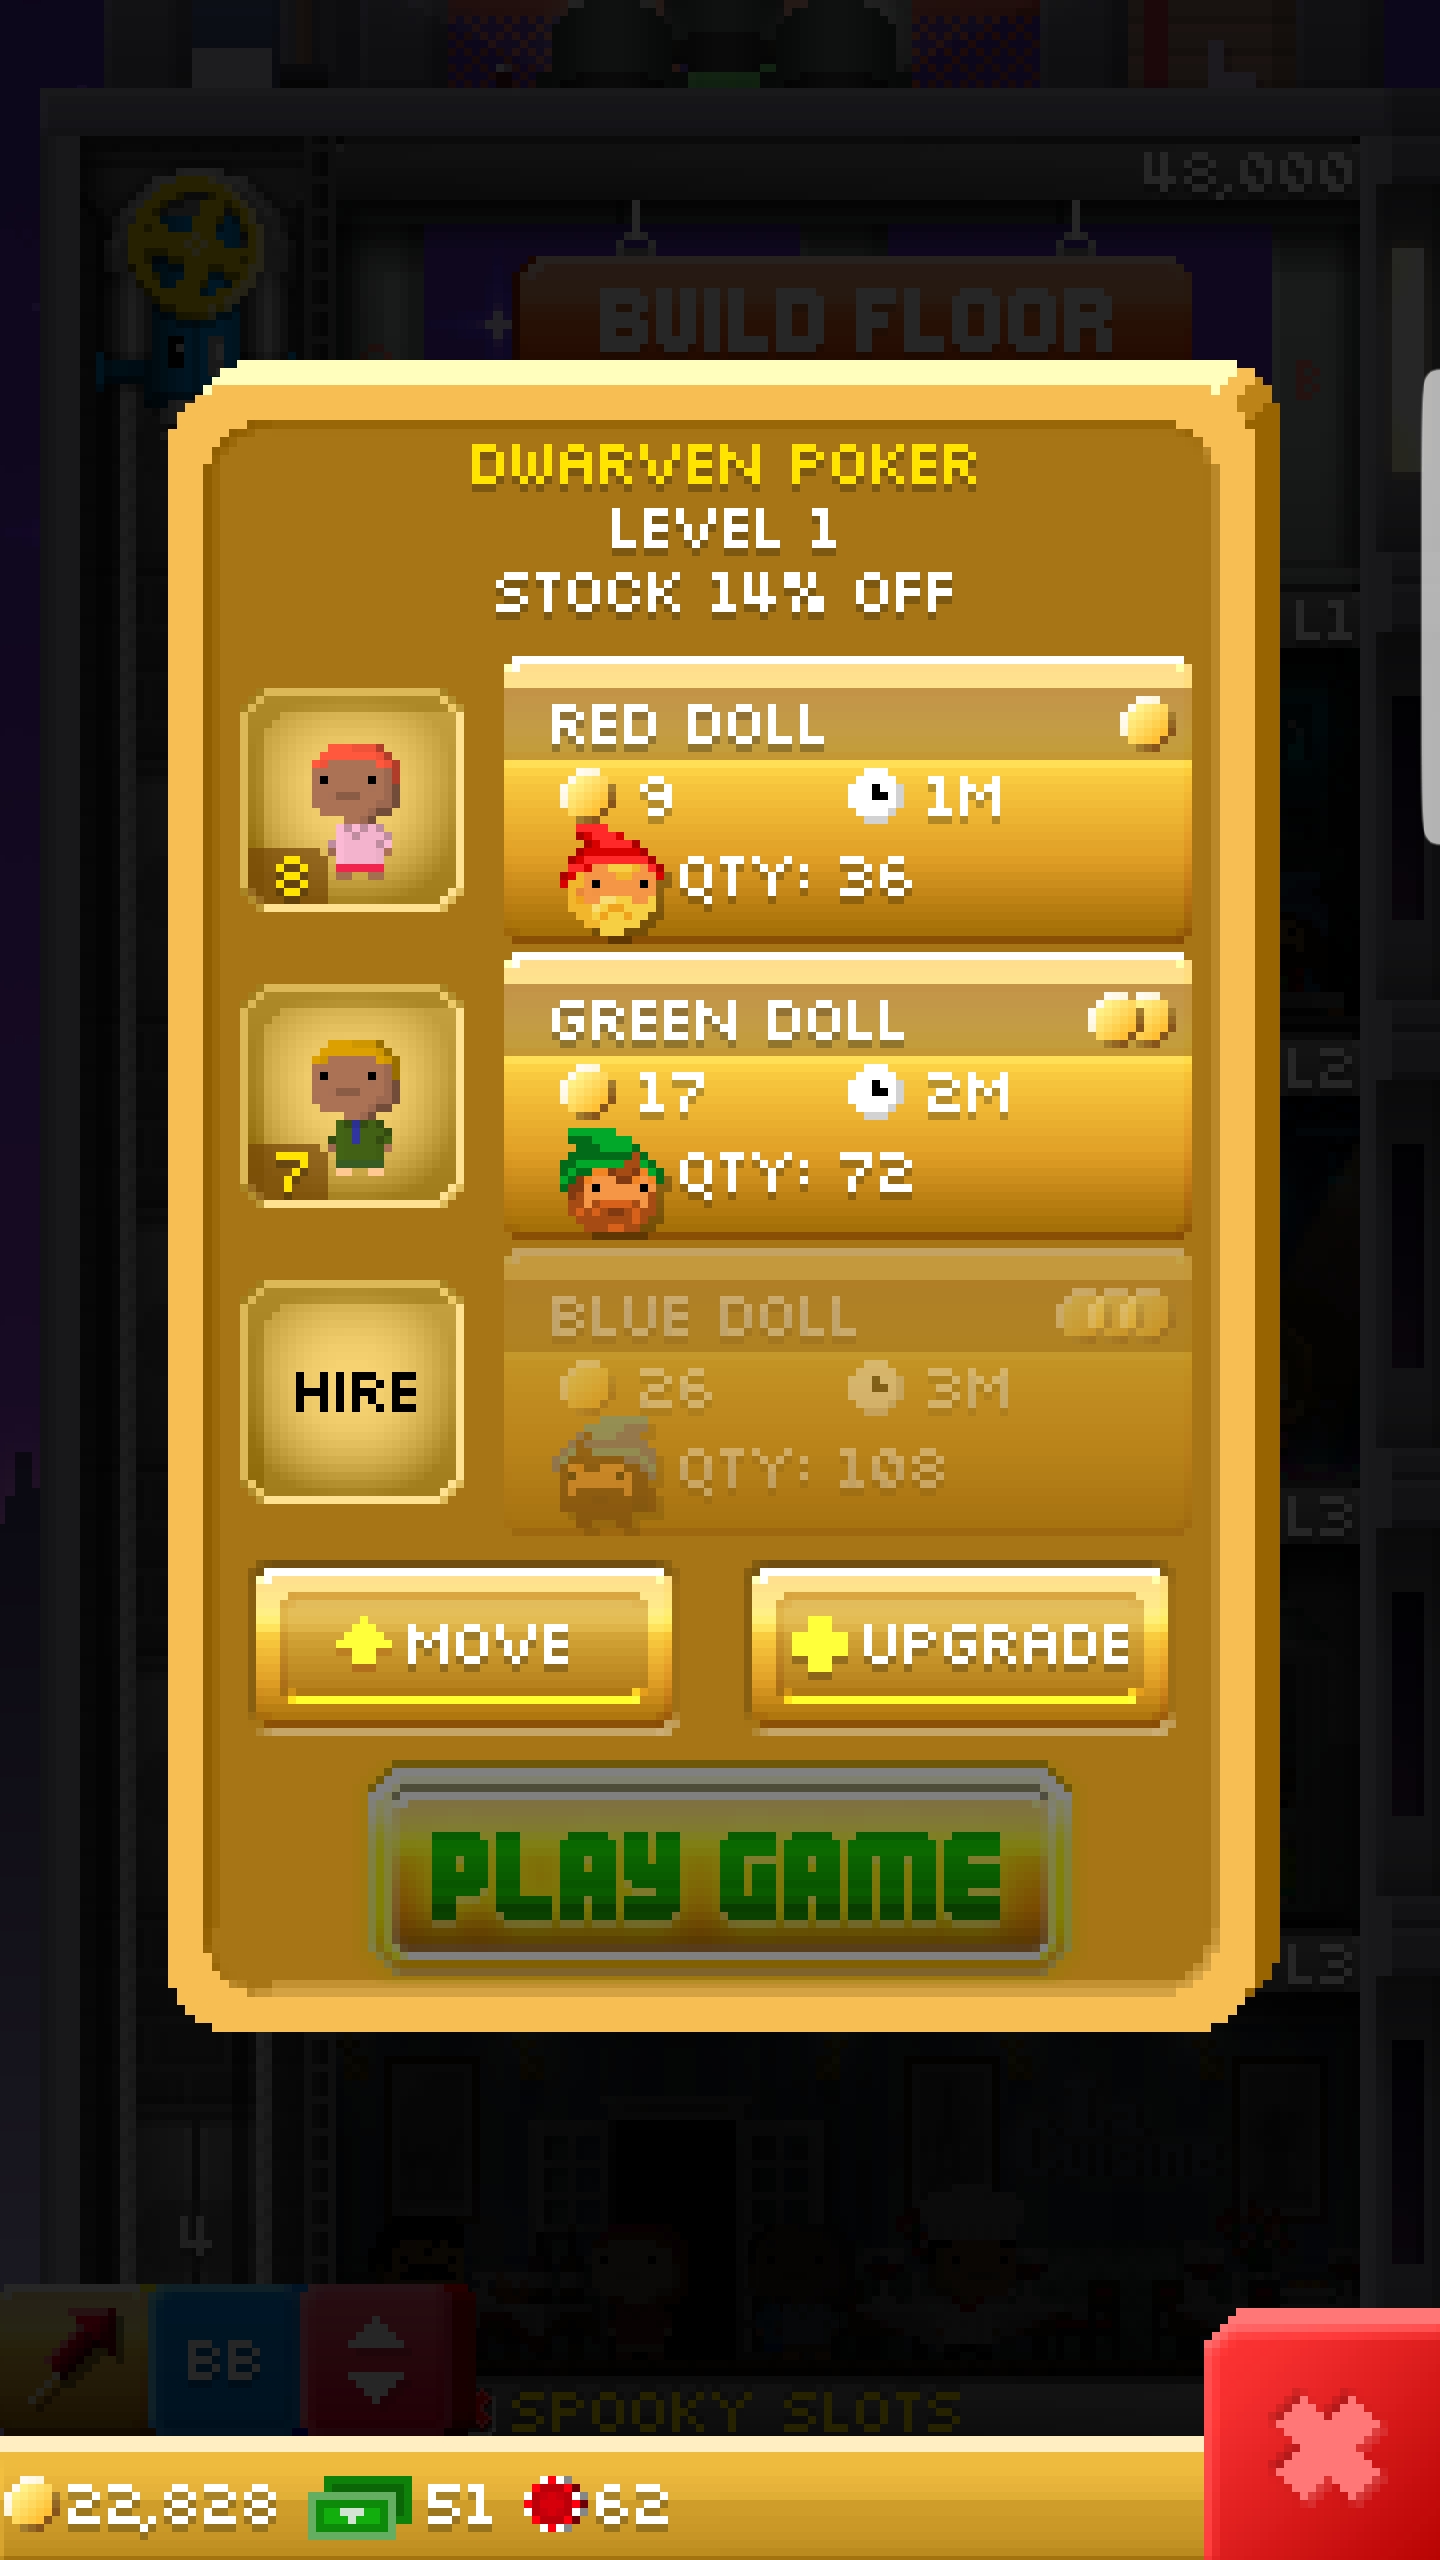 48,000
BUILD FLOOR
B
DWARVEN POKER
LEVEL 1
STOCK 14% OFF
L1
RED DOLL
9 1M
8
QTY: 36
GREEN DOLL
L2
17 2M
7
QTY: 72
BLUE DOLL
26 3M
HIRE
QTY: 108
L3
MOVE
UPGRADE
PLAY GAME
L3
4
BB
SPOOKY SLOTS
22,828 51 62